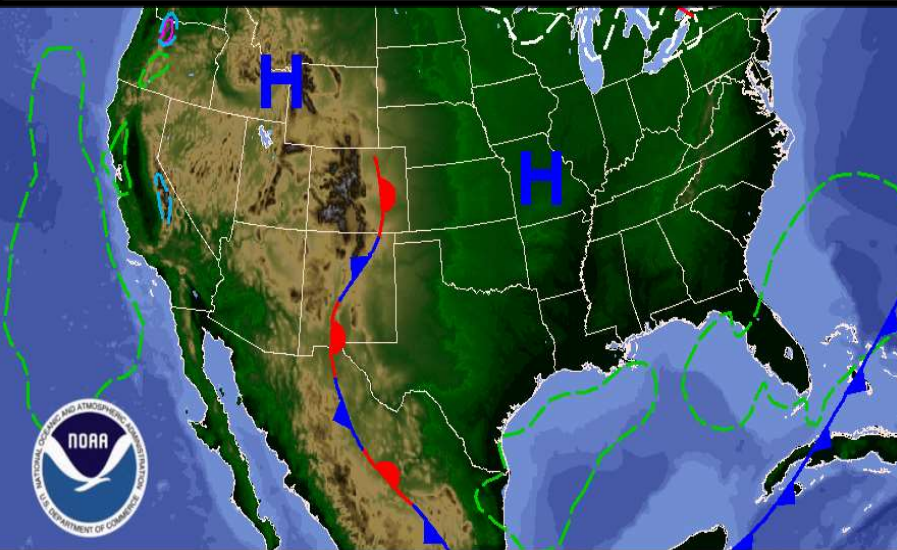 H
H
NATIONAL OCEANIC AND ATMOSPHERIC ADMINISTRATION
NOAA
U.S. DEPARTMENT OF COMMERCE